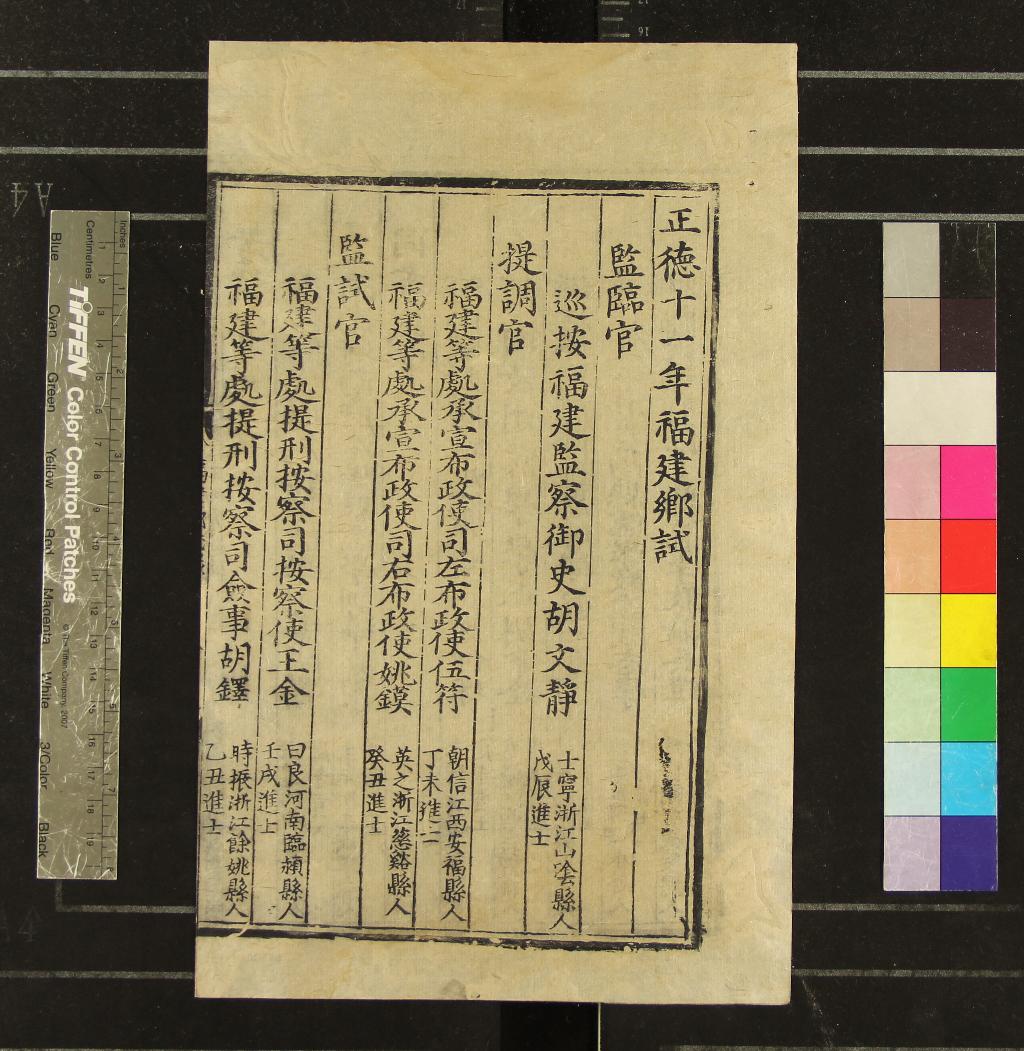 正徳十一年福建鄉試
監臨官
巡按福建監察御史胡文靜
士寧浙江山陰縣人
戊辰進士
提調官
福建等處承宣布政使司左布政使伍符
朝信江西安福縣人
丁未進士
福建等處承宣布政使司右布政使姚鏌
英之浙江慈谿縣人
癸丑進士
監試官
福建等處提刑按察司按察使王金
曰良河南臨潁縣人
壬戌進士
福建等處提刑按察司僉事胡鐸
時振浙江餘姚縣人
乙丑進士
Inches
Centimetres
TIFFEN Color Control Patches
© The Tiffen Company, 2007
Blue
Cyan
Green
Yellow
Red
Magenta
White
3/Color
Black
A4